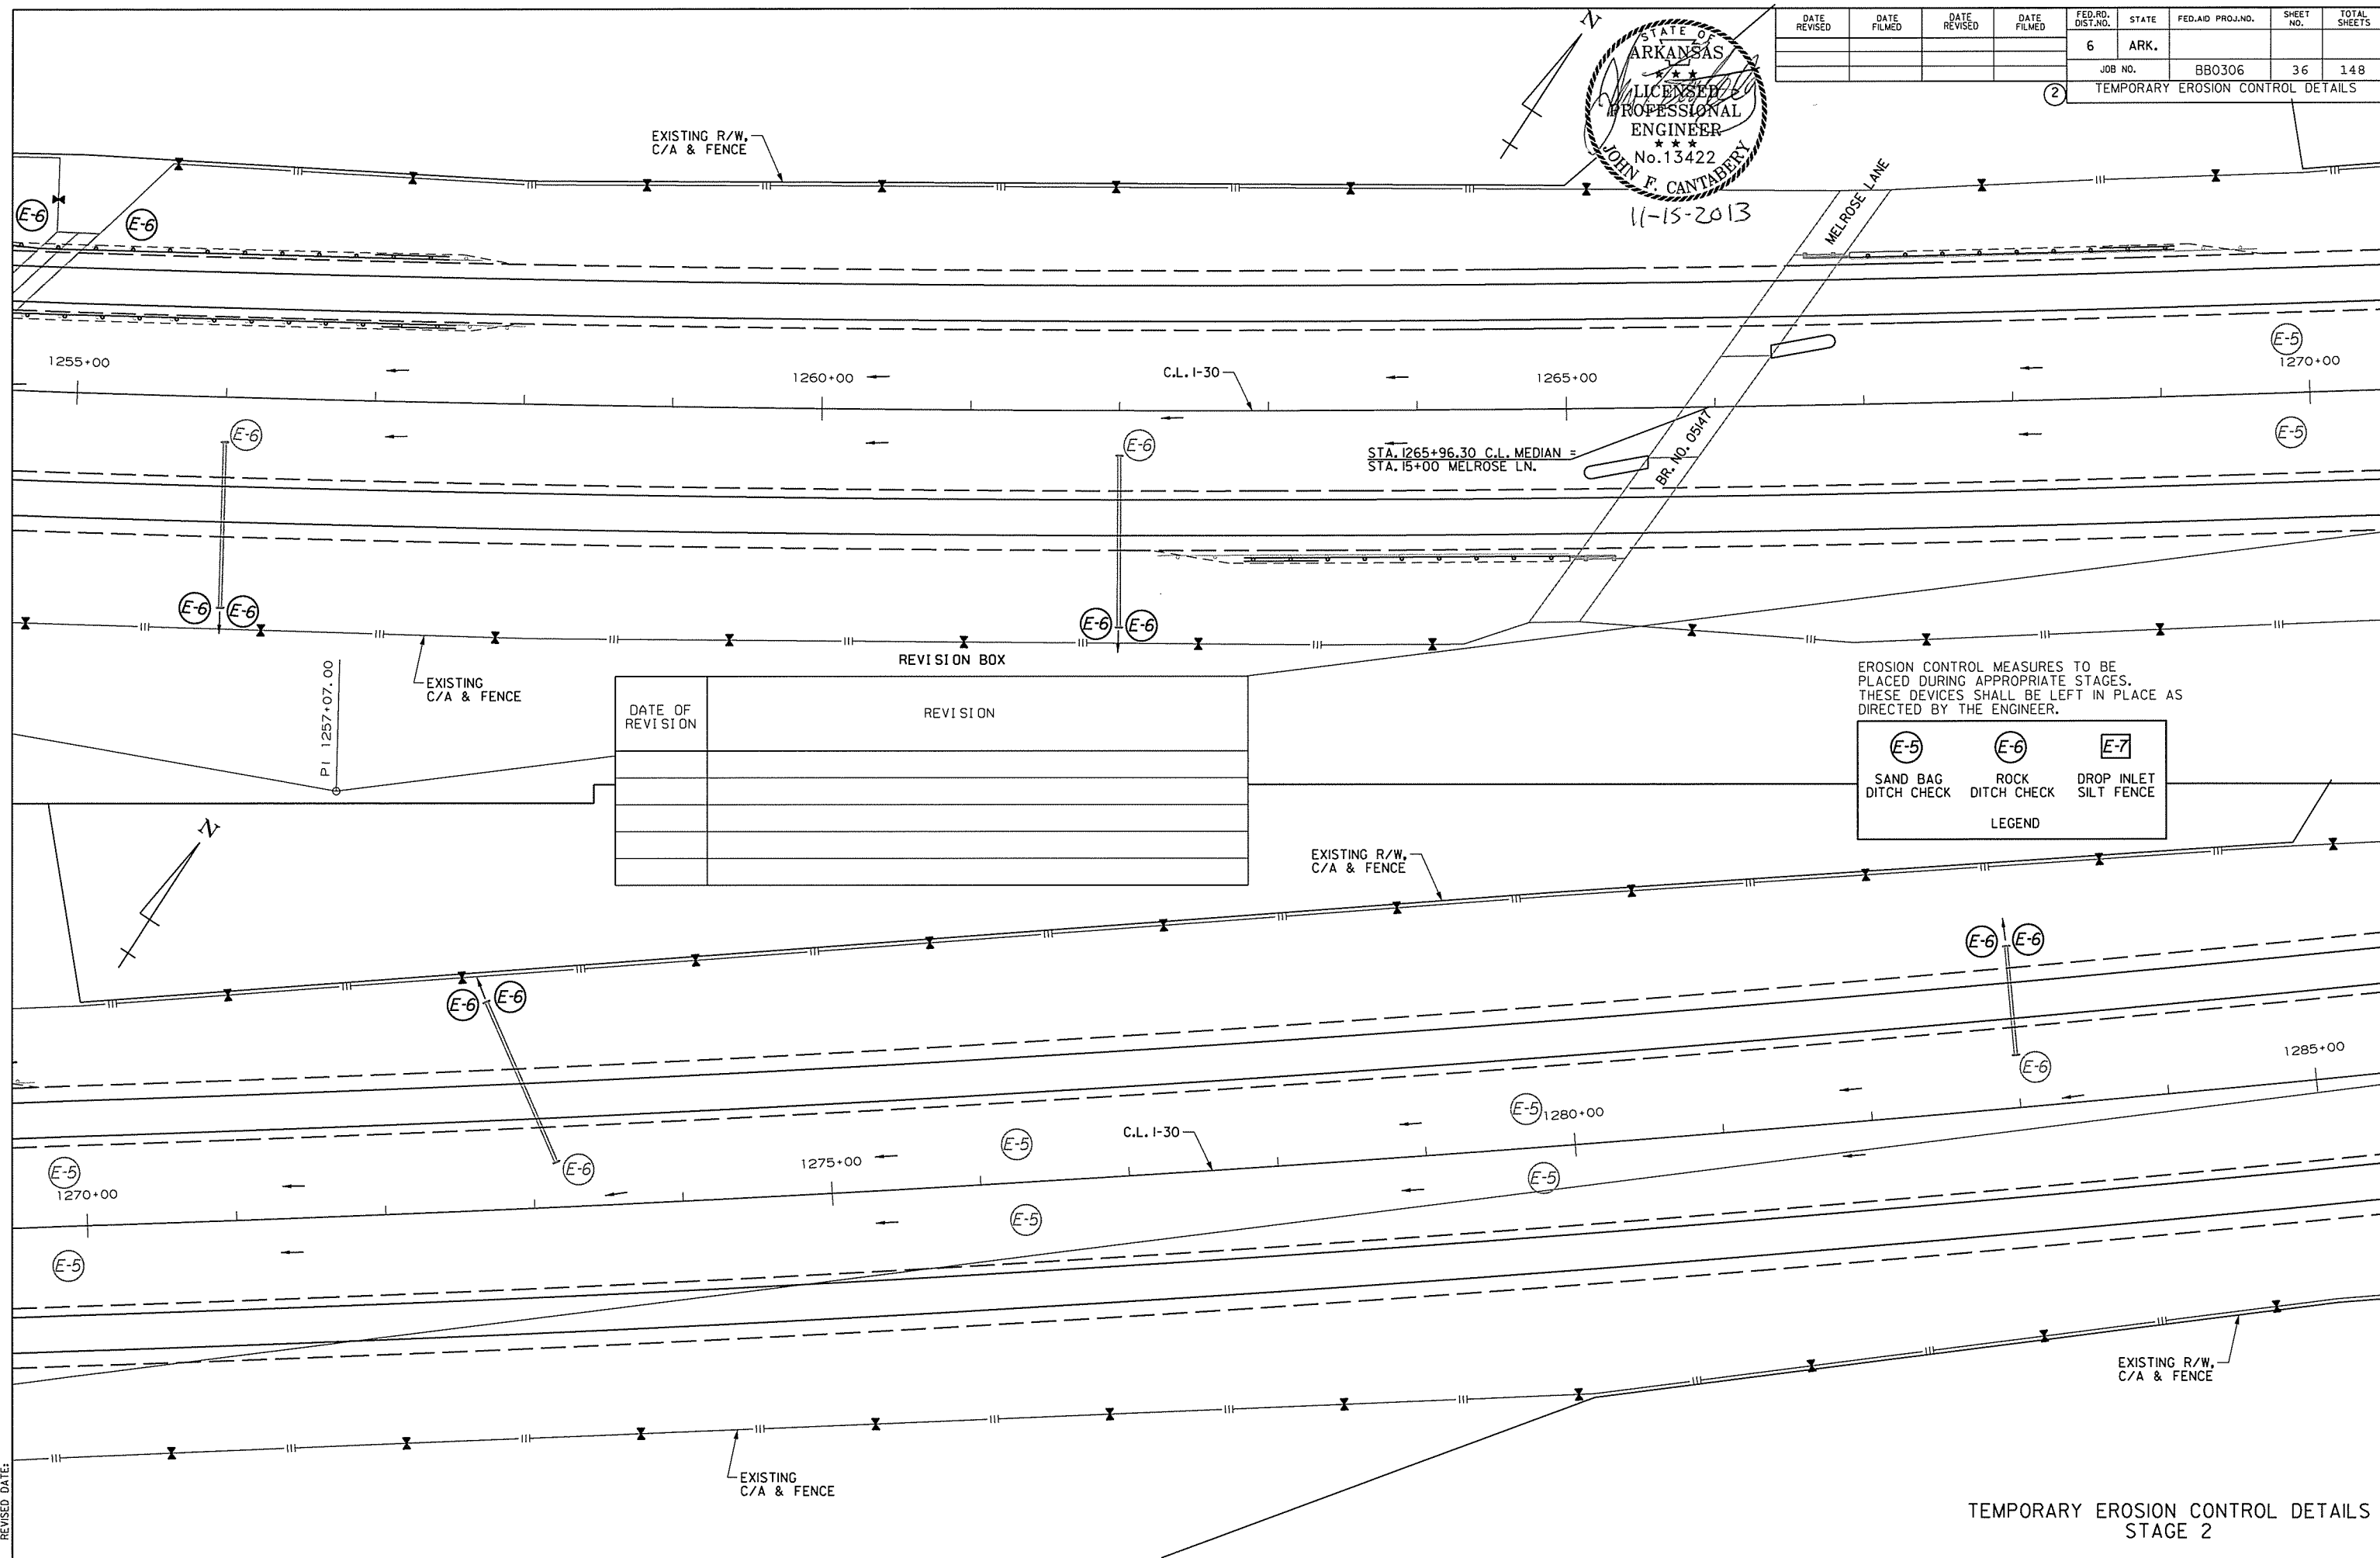 DATE REVISED
DATE FILMED
DATE REVISED
DATE FILMED
FED.RD. DIST.NO.
STATE
FED.AID PROJ.NO.
SHEET NO.
TOTAL SHEETS
6 ARK.
JOB NO. BB0306 36 148
2 TEMPORARY EROSION CONTROL DETAILS
N
STATE OF
ARKANSAS
LICENSED
PROFESSIONAL
ENGINEER
No.13422
JOHN F. CANTABERY
11-15-2013
EXISTING R/W,
C/A & FENCE
MELROSE LANE
E-6
E-6
1255+00
1260+00
C.L. I-30
1265+00
E-5
1270+00
E-6
E-6
E-5
STA. 1265+96.30 C.L. MEDIAN =
STA. 15+00 MELROSE LN.
BR. NO. 05147
E-6 E-6
E-6 E-6
EXISTING
C/A & FENCE
PI 1257+07.00
REVISION BOX
DATE OF
REVISION
REVISION
EROSION CONTROL MEASURES TO BE
PLACED DURING APPROPRIATE STAGES.
THESE DEVICES SHALL BE LEFT IN PLACE AS
DIRECTED BY THE ENGINEER.
E-5 E-6 E-7
SAND BAG
DITCH CHECK
ROCK
DITCH CHECK
DROP INLET
SILT FENCE
LEGEND
N
EXISTING R/W,
C/A & FENCE
E-6 E-6
E-6 E-6
E-6
1285+00
E-5
1280+00
E-5
C.L. I-30
E-5
1270+00
E-6
1275+00
E-5
E-5
E-5
EXISTING R/W,
C/A & FENCE
EXISTING
C/A & FENCE
REVISED DATE:
TEMPORARY EROSION CONTROL DETAILS
STAGE 2